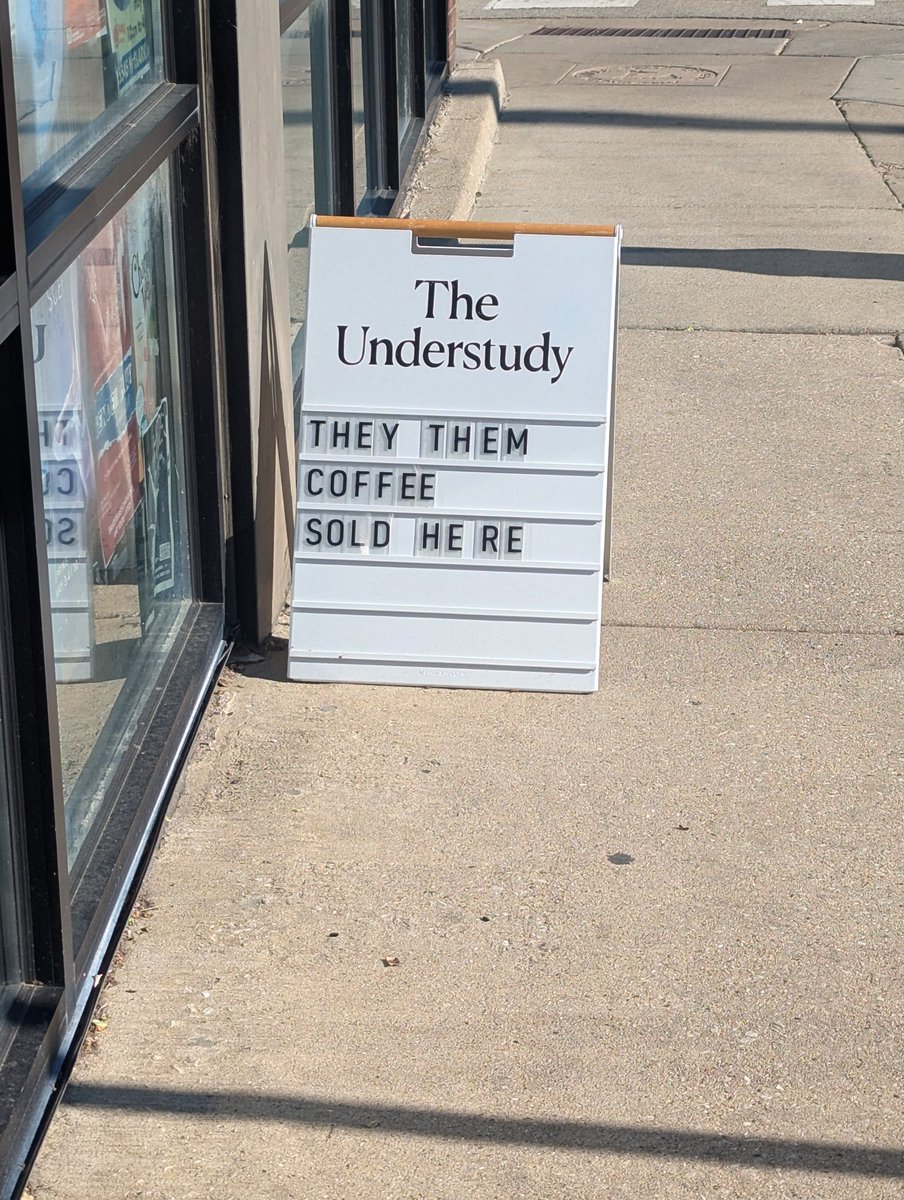 The
Understudy
THEY THEM
COFFEE
SOLD HERE